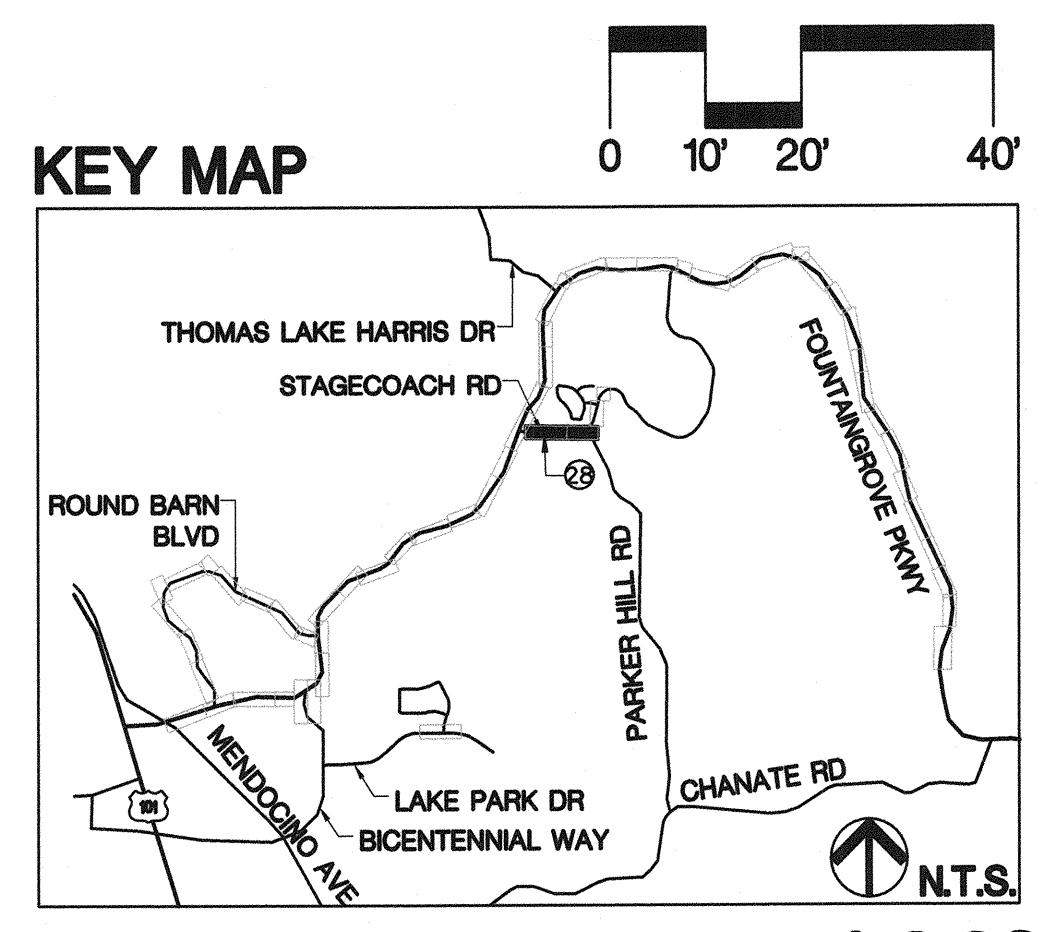 0 10' 20' 40'
KEY MAP
THOMAS LAKE HARRIS DR
STAGECOACH RD
28
ROUND BARN
BLVD
FOUNTAINGROVE PKWY
PARKER HILL RD
MENDOCINO AVE
101
CHANATE RD
LAKE PARK DR
BICENTENNIAL WAY
N.T.S.